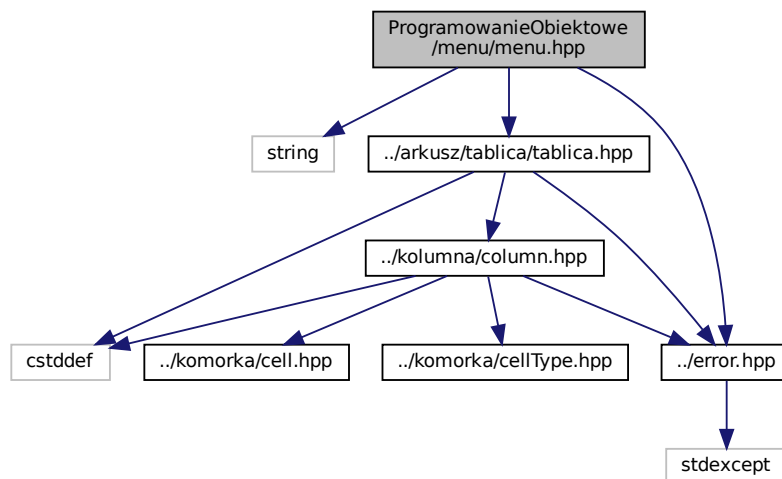 ProgramowanieObiektowe
/menu/menu.hpp
string
../arkusz/tablica/tablica.hpp
../kolumna/column.hpp
cstddef
../komorka/cell.hpp
../komorka/cellType.hpp
../error.hpp
stdexcept